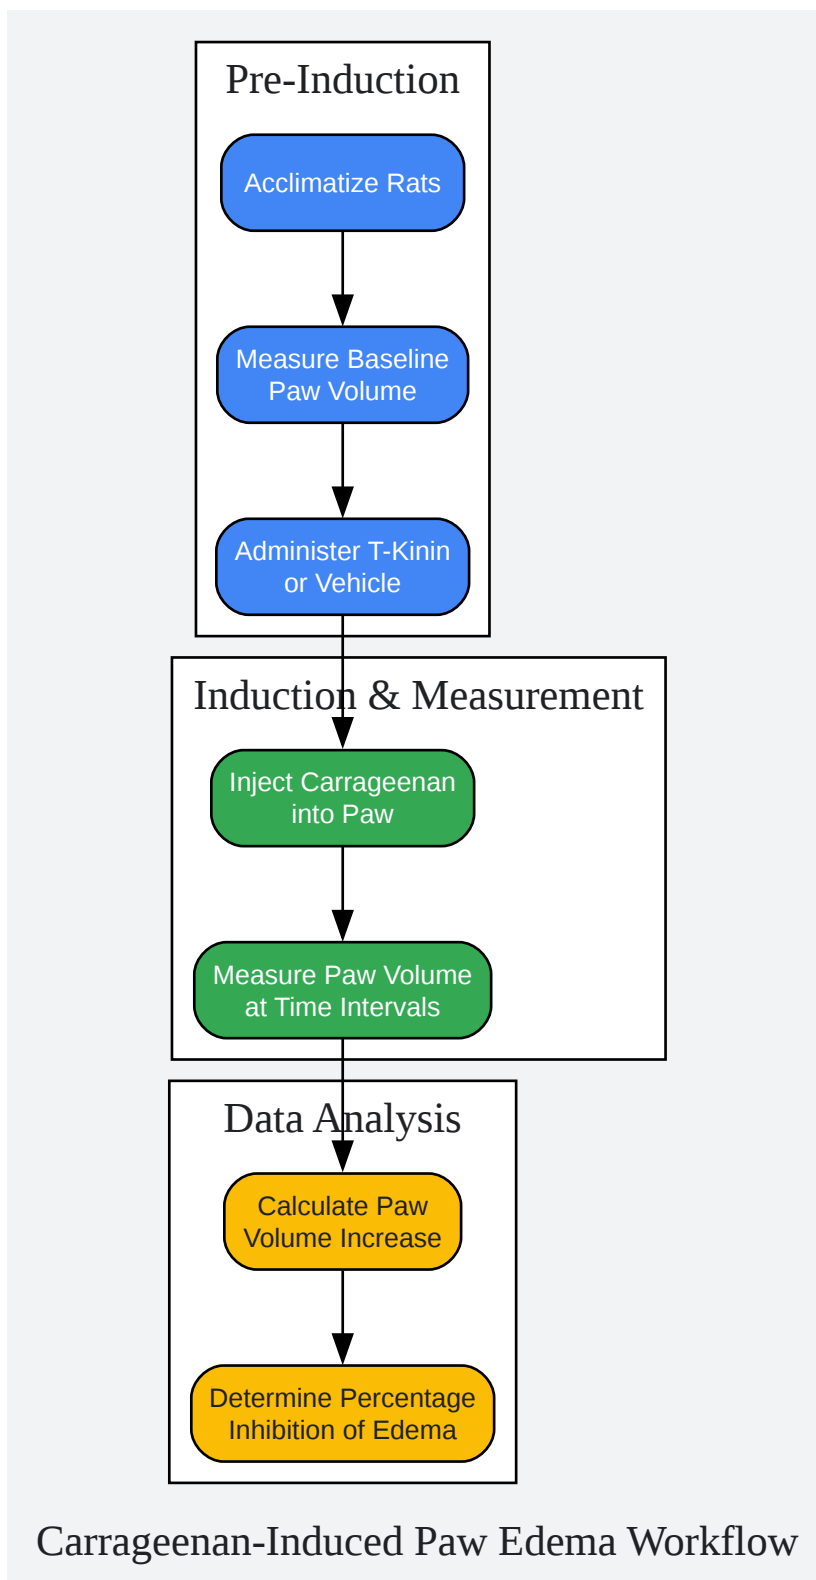 Pre-Induction
Acclimatize Rats
Measure Baseline
Paw Volume
Administer T-Kinin
or Vehicle
Induction & Measurement
Inject Carrageenan
into Paw
Measure Paw Volume
at Time Intervals
Data Analysis
Calculate Paw
Volume Increase
Determine Percentage
Inhibition of Edema
Carrageenan-Induced Paw Edema Workflow